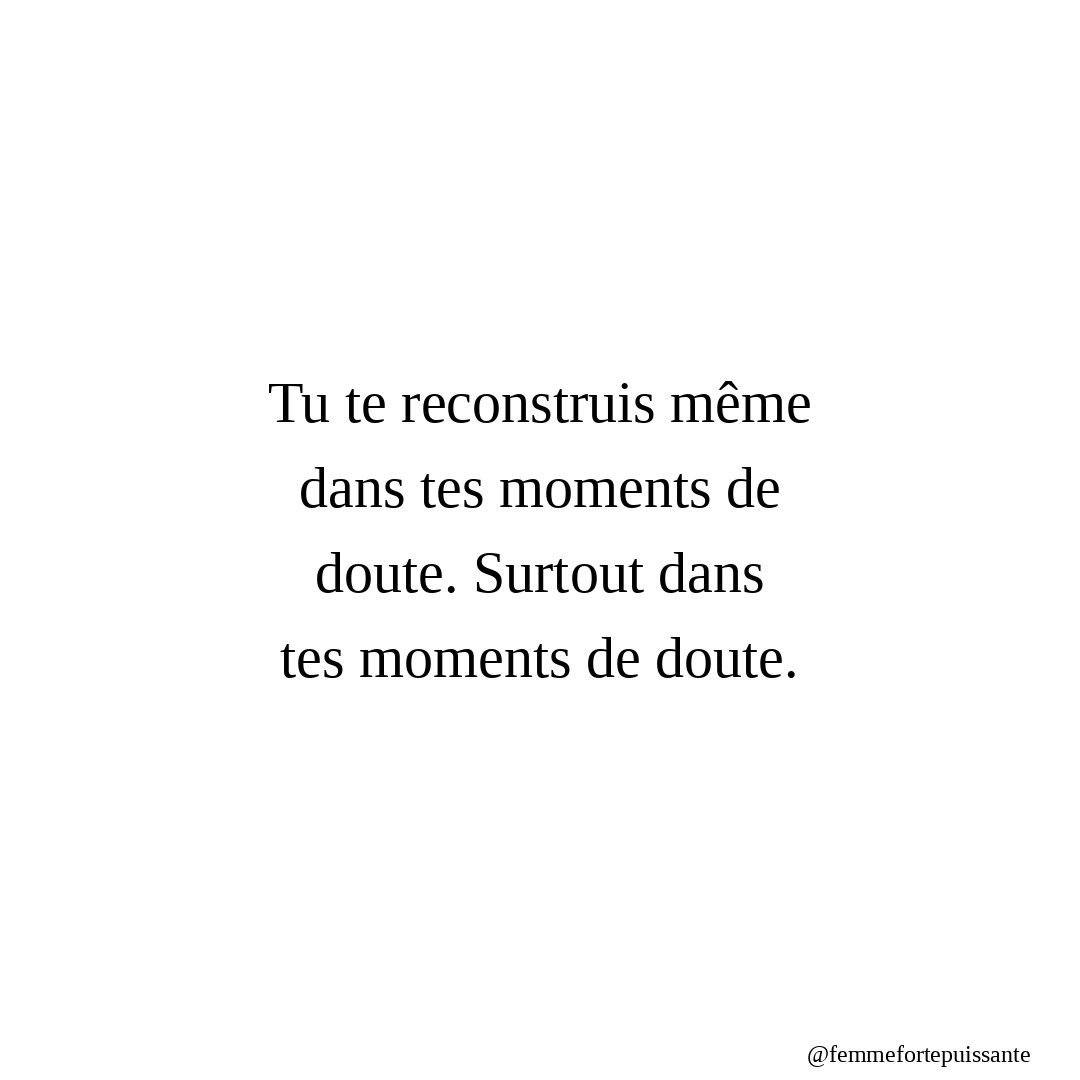 Tu te reconstruis même
dans tes moments de
doute. Surtout dans
tes moments de doute.
@femmefortepuissante